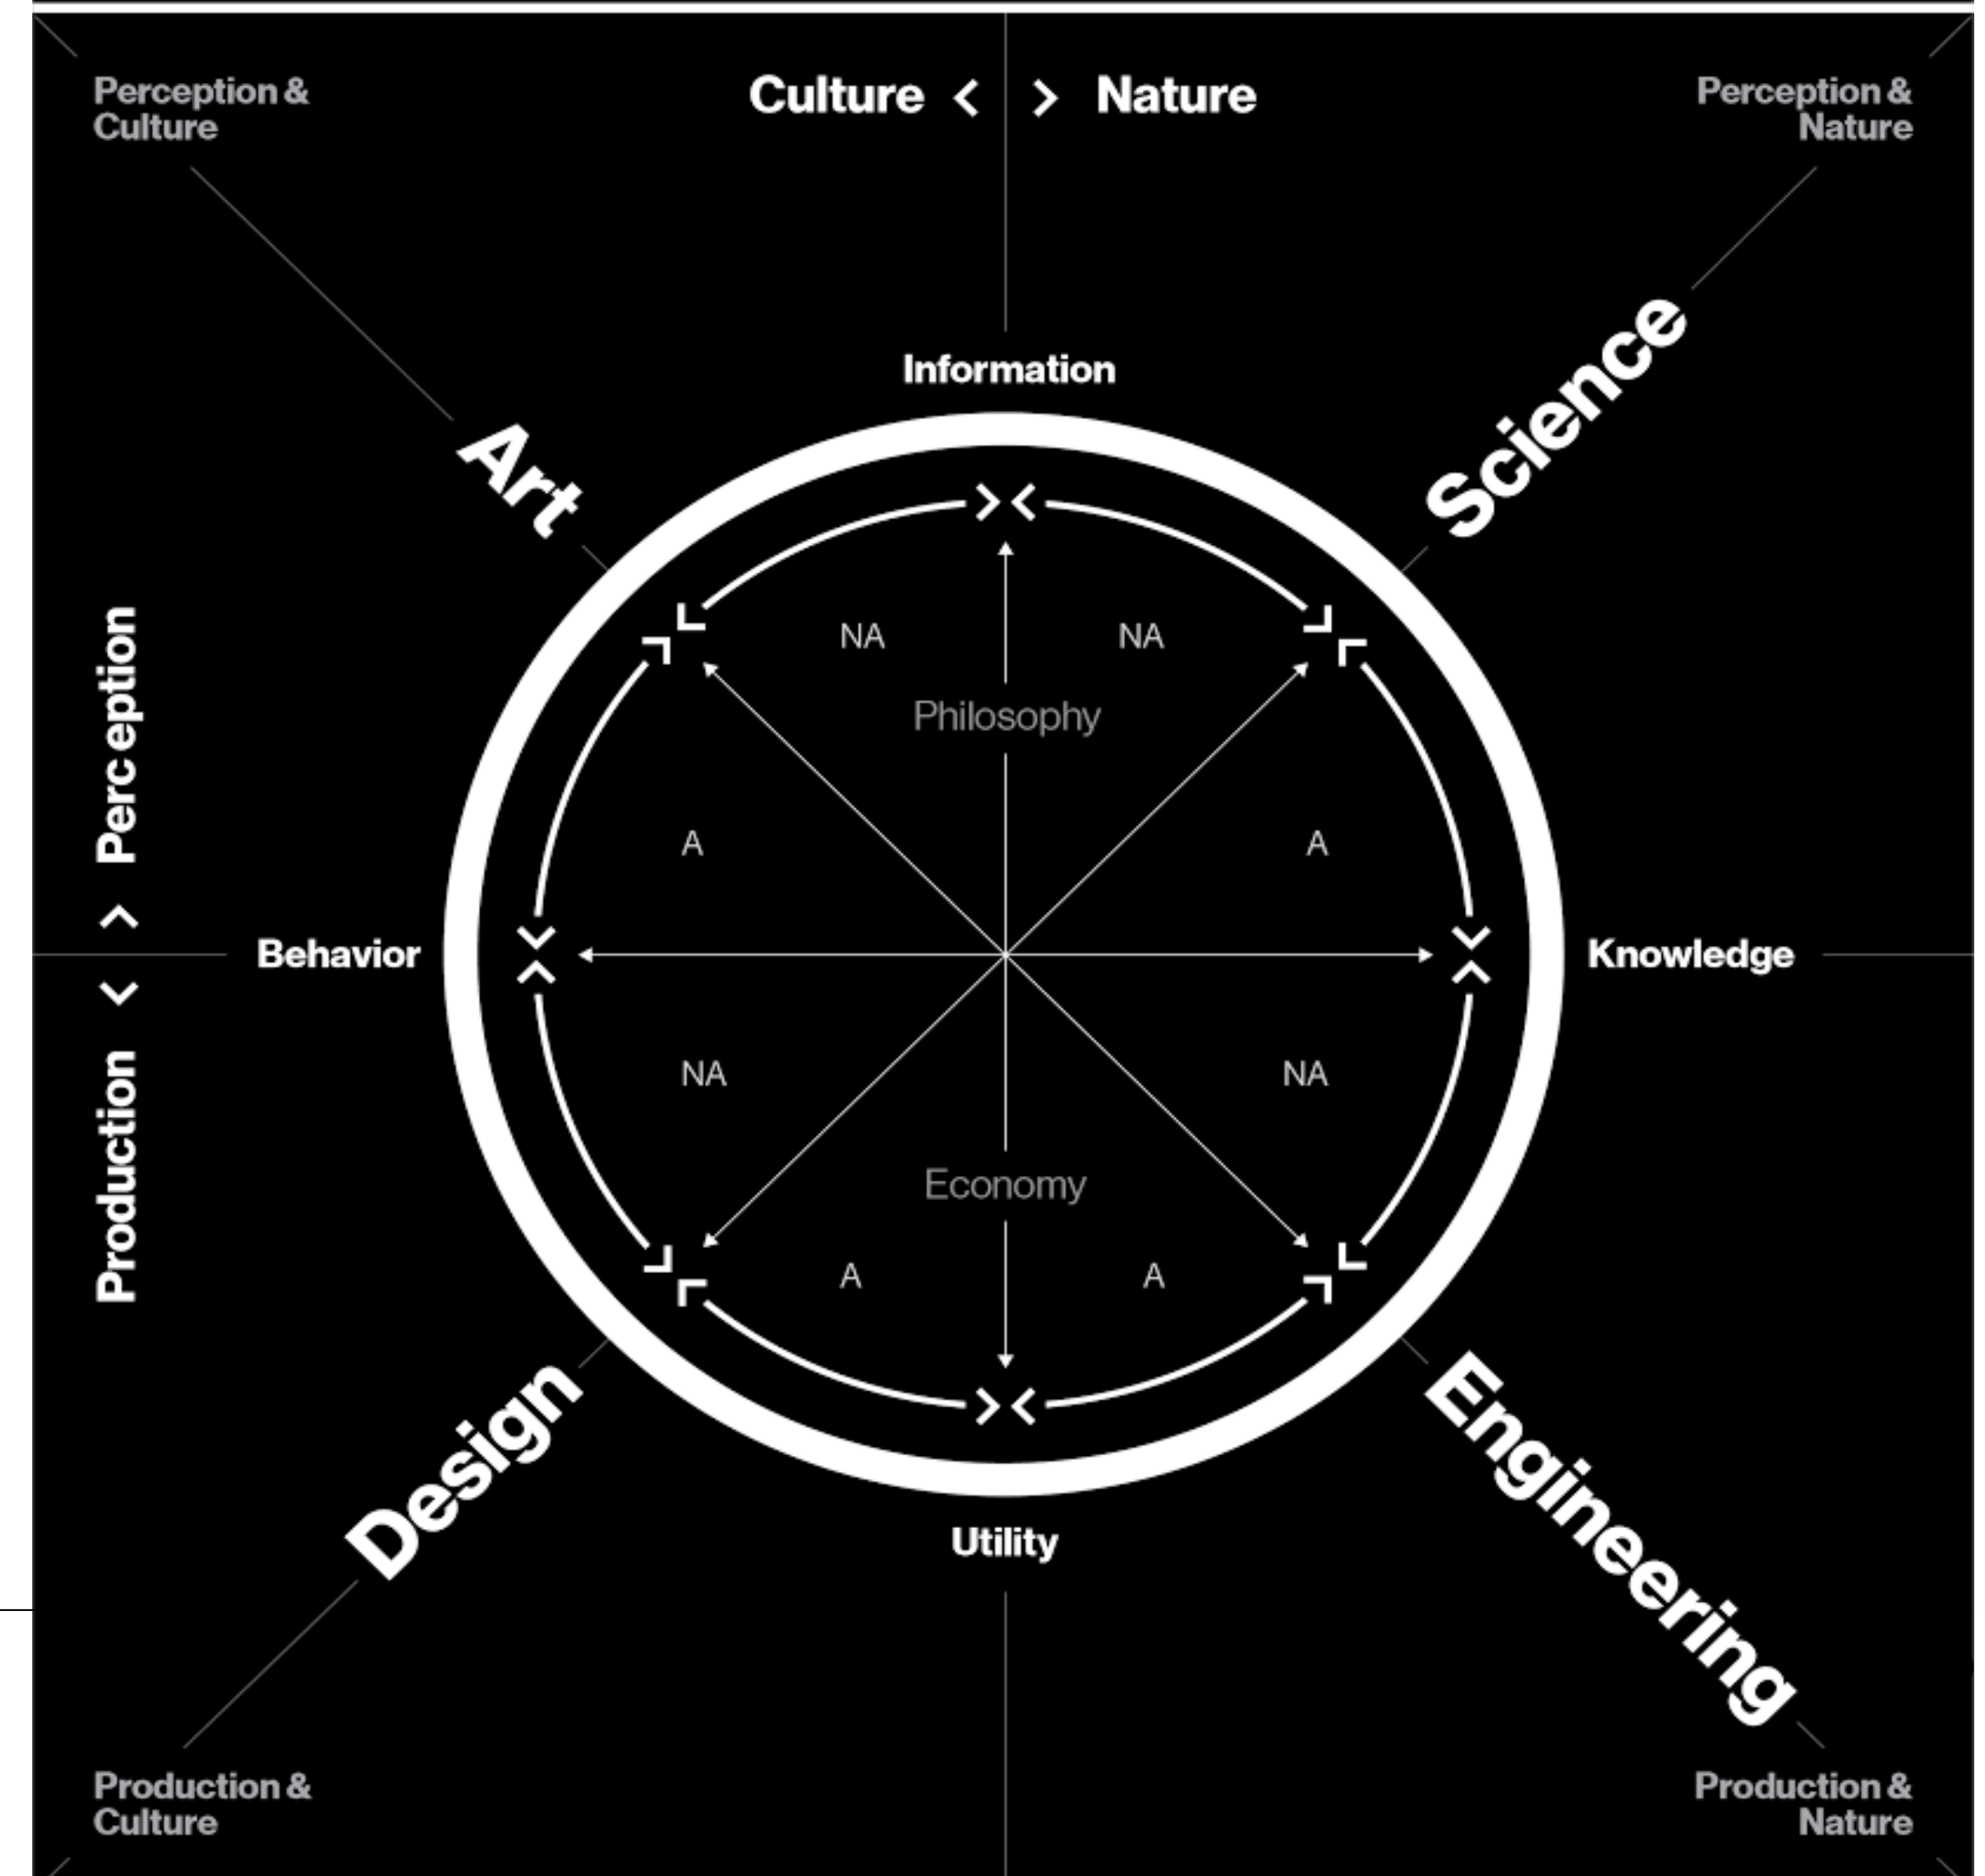 Perception &
Culture
Culture < > Nature
Perception &
Nature
Information
Art
Science
NA
NA
Philosophy
Perception
A
A
Behavior
Knowledge
NA
NA
Production
Economy
A
A
Design
Engineering
Utility
Production &
Culture
Production &
Nature